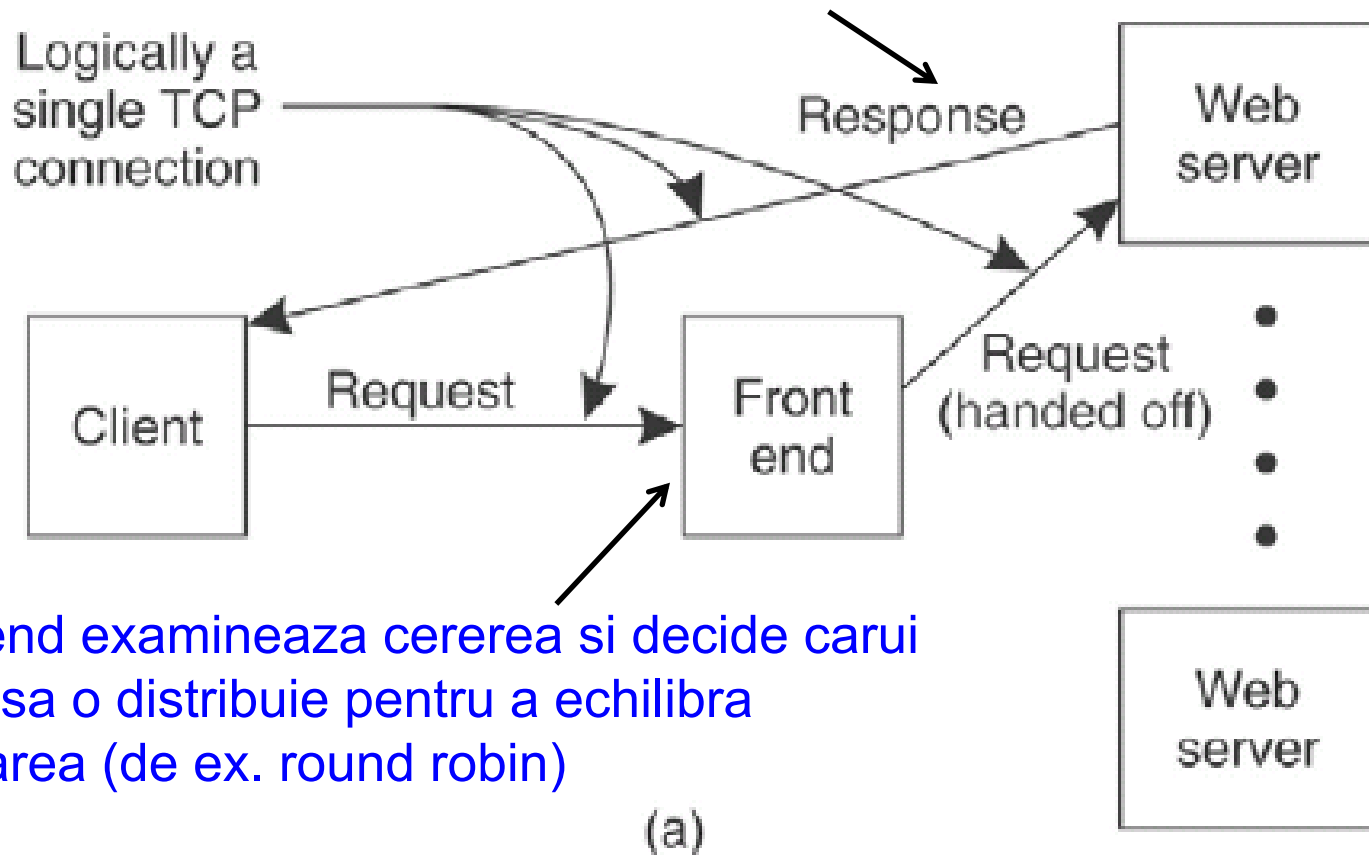 Logically a
single TCP
connection
Response
Web
server
Client
Request
Front
end
Request
(handed off)
end examineaza cererea si decide carui
sa o distribuie pentru a echilibra
area (de ex. round robin)
Web
server
(a)